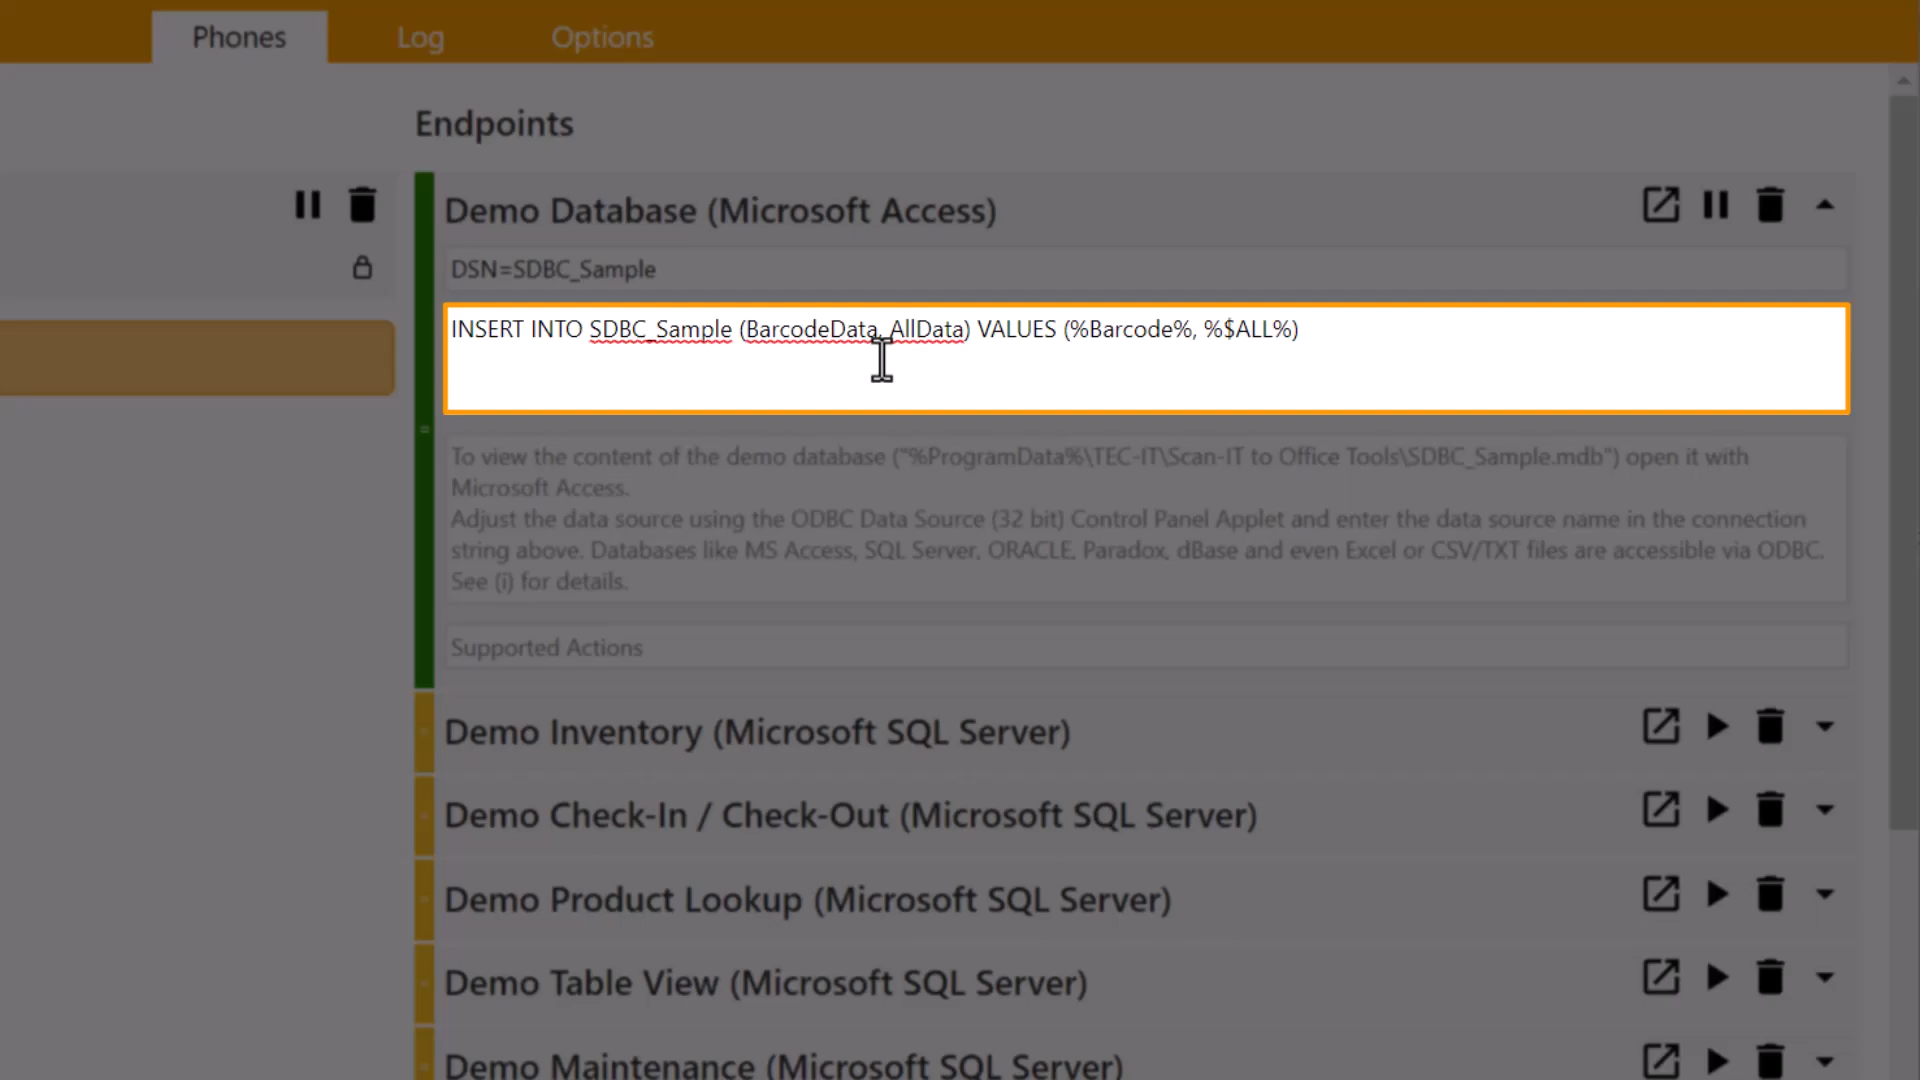 Phones
Log
Options
Endpoints
Demo Database (Microsoft Access)
DSN=SDBC_Sample
INSERT INTO SDBC_Sample (BarcodeData, AllData) VALUES (%Barcode%, %$ALL%)
To view the content of the demo database ("%ProgramData%\TEC-IT\Scan-IT to Office Tools\SDBC_Sample.mdb") open it with
Microsoft Access.
Adjust the data source using the ODBC Data Source (32 bit) Control Panel Applet and enter the data source name in the connection
string above. Databases like MS Access, SQL Server, ORACLE, Paradox, dBase and even Excel or CSV/TXT files are accessible via ODBC.
See (i) for details.
Supported Actions
Demo Inventory (Microsoft SQL Server)
Demo Check-In / Check-Out (Microsoft SQL Server)
Demo Product Lookup (Microsoft SQL Server)
Demo Table View (Microsoft SQL Server)
Demo Maintenance (Microsoft SQL Server)